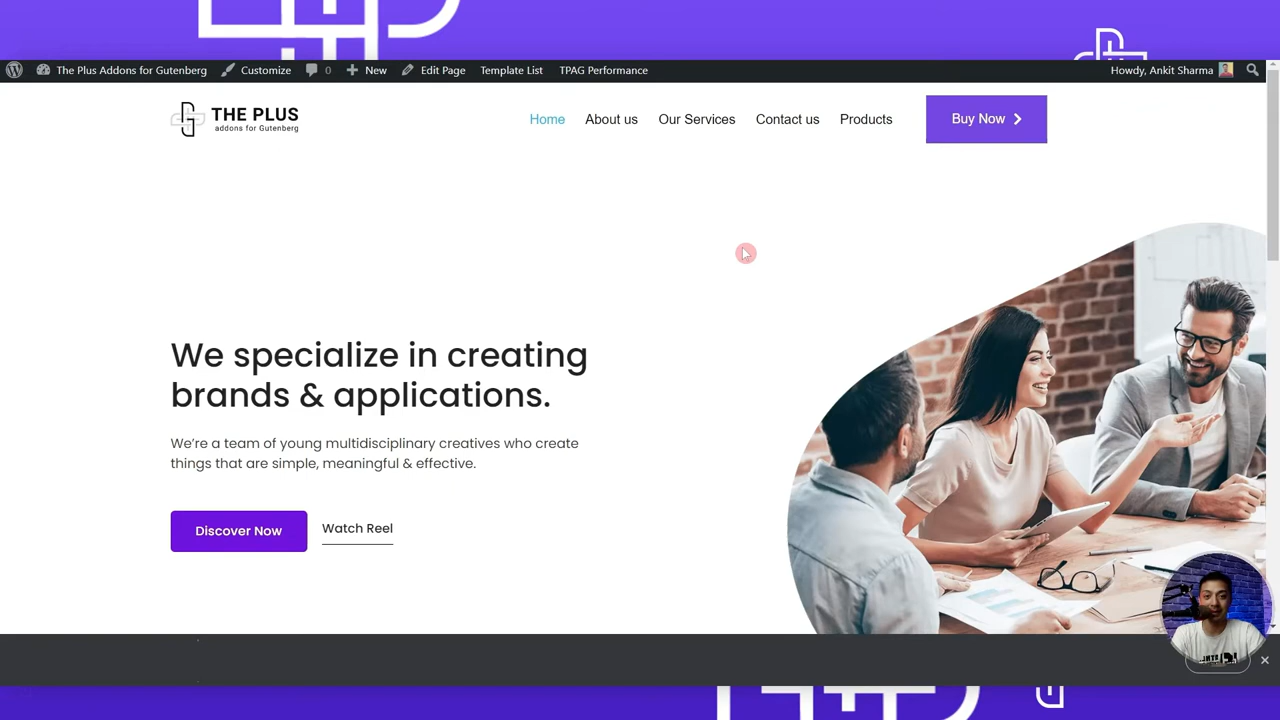 The Plus Addons for Gutenberg Customize 0 New Edit Page Template List TPAG Performance Howdy, Ankit Sharma
THE PLUS
addons for Gutenberg
Home About us Our Services Contact us Products Buy Now
We specialize in creating
brands & applications.
We’re a team of young multidisciplinary creatives who create
things that are simple, meaningful & effective.
Discover Now Watch Reel